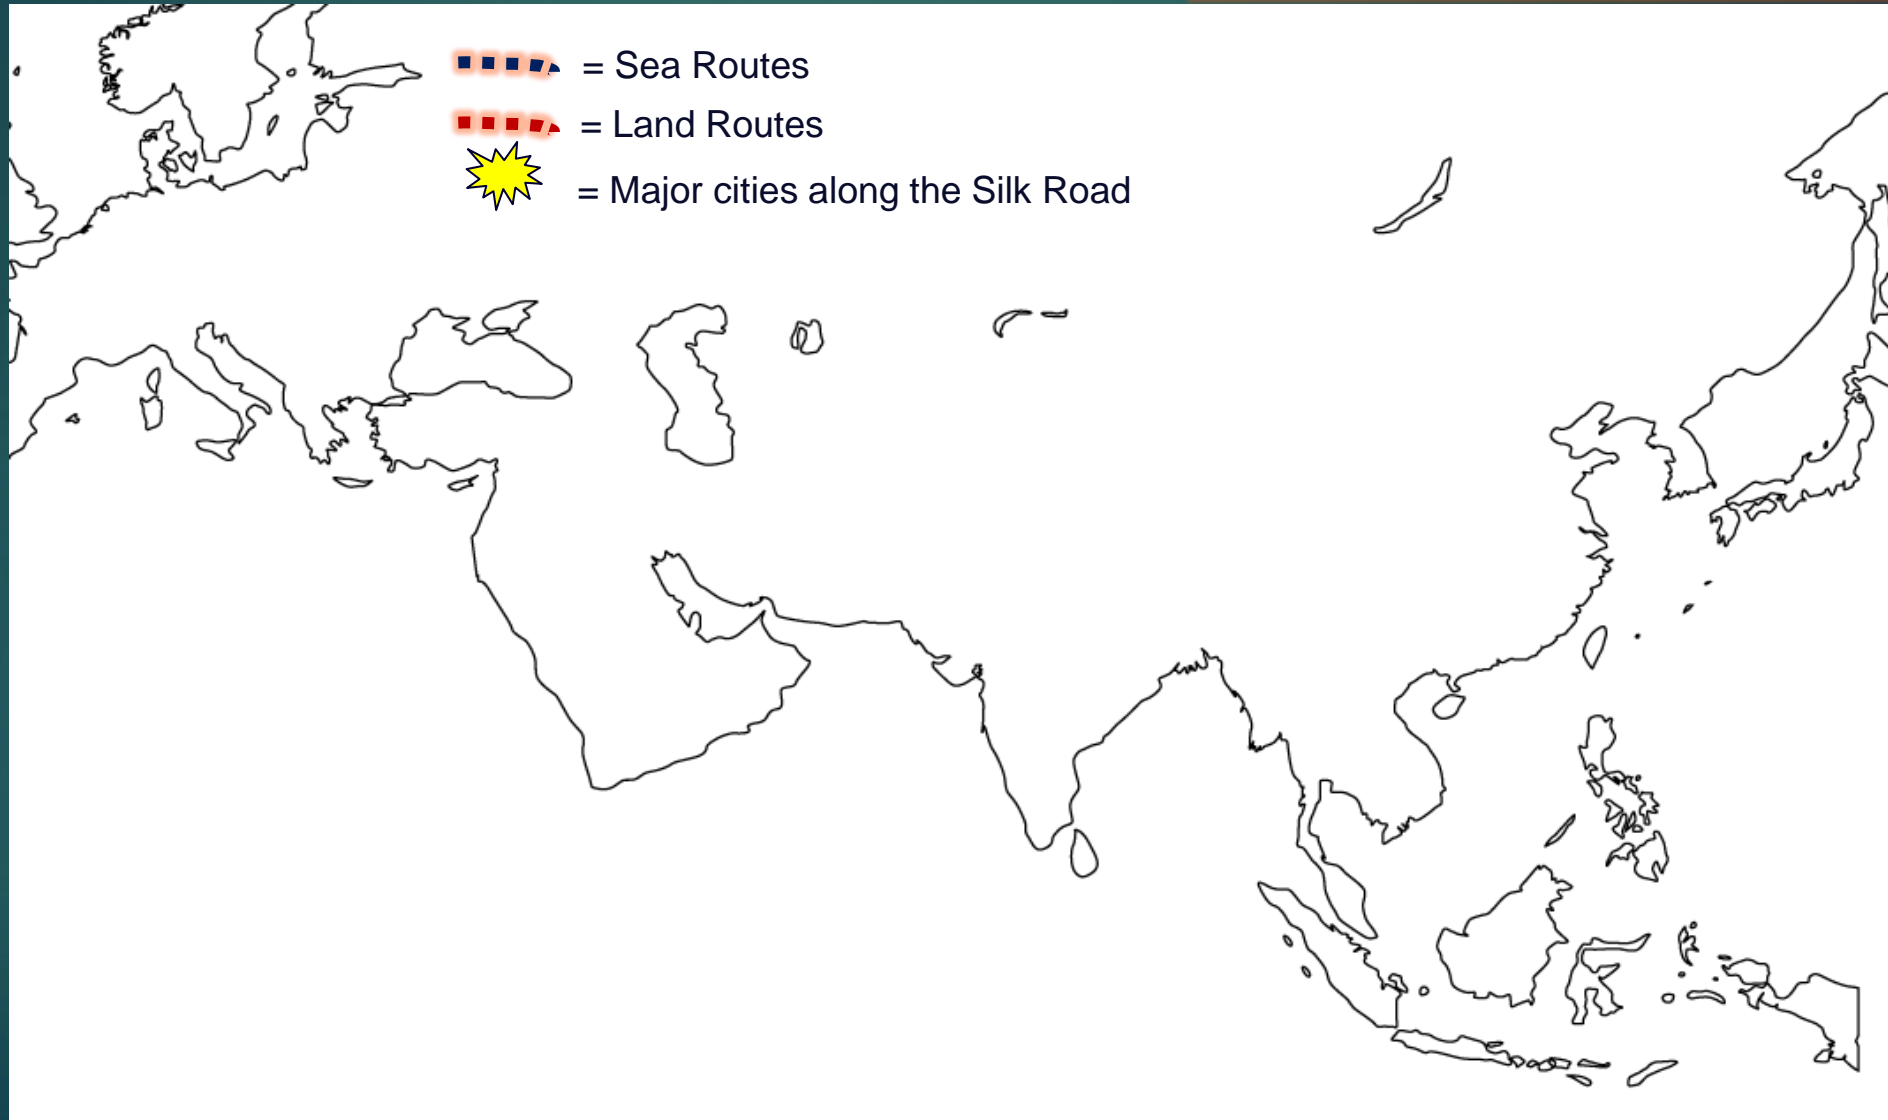 = Sea Routes
= Land Routes
= Major cities along the Silk Road